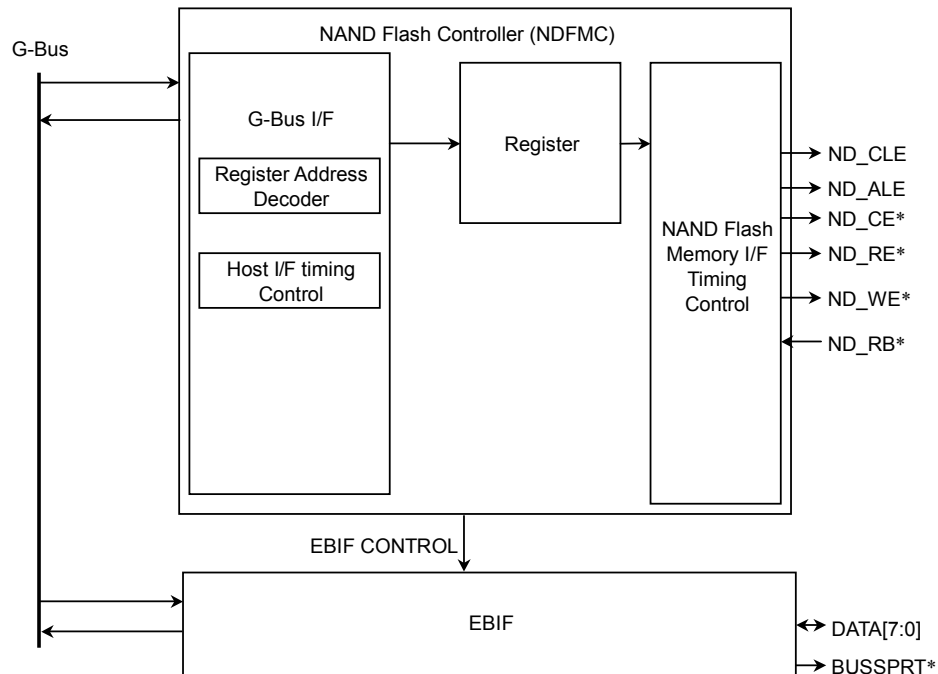 NAND Flash Controller (NDFMC)
G-Bus
G-Bus I/F
Register Address
Decoder
Host I/F timing
Control
Register
NAND Flash
Memory I/F
Timing
Control
ND_CLE
ND_ALE
ND_CE*
ND_RE*
ND_WE*
ND_RB*
EBIF CONTROL
EBIF
DATA[7:0]
BUSSPRT*